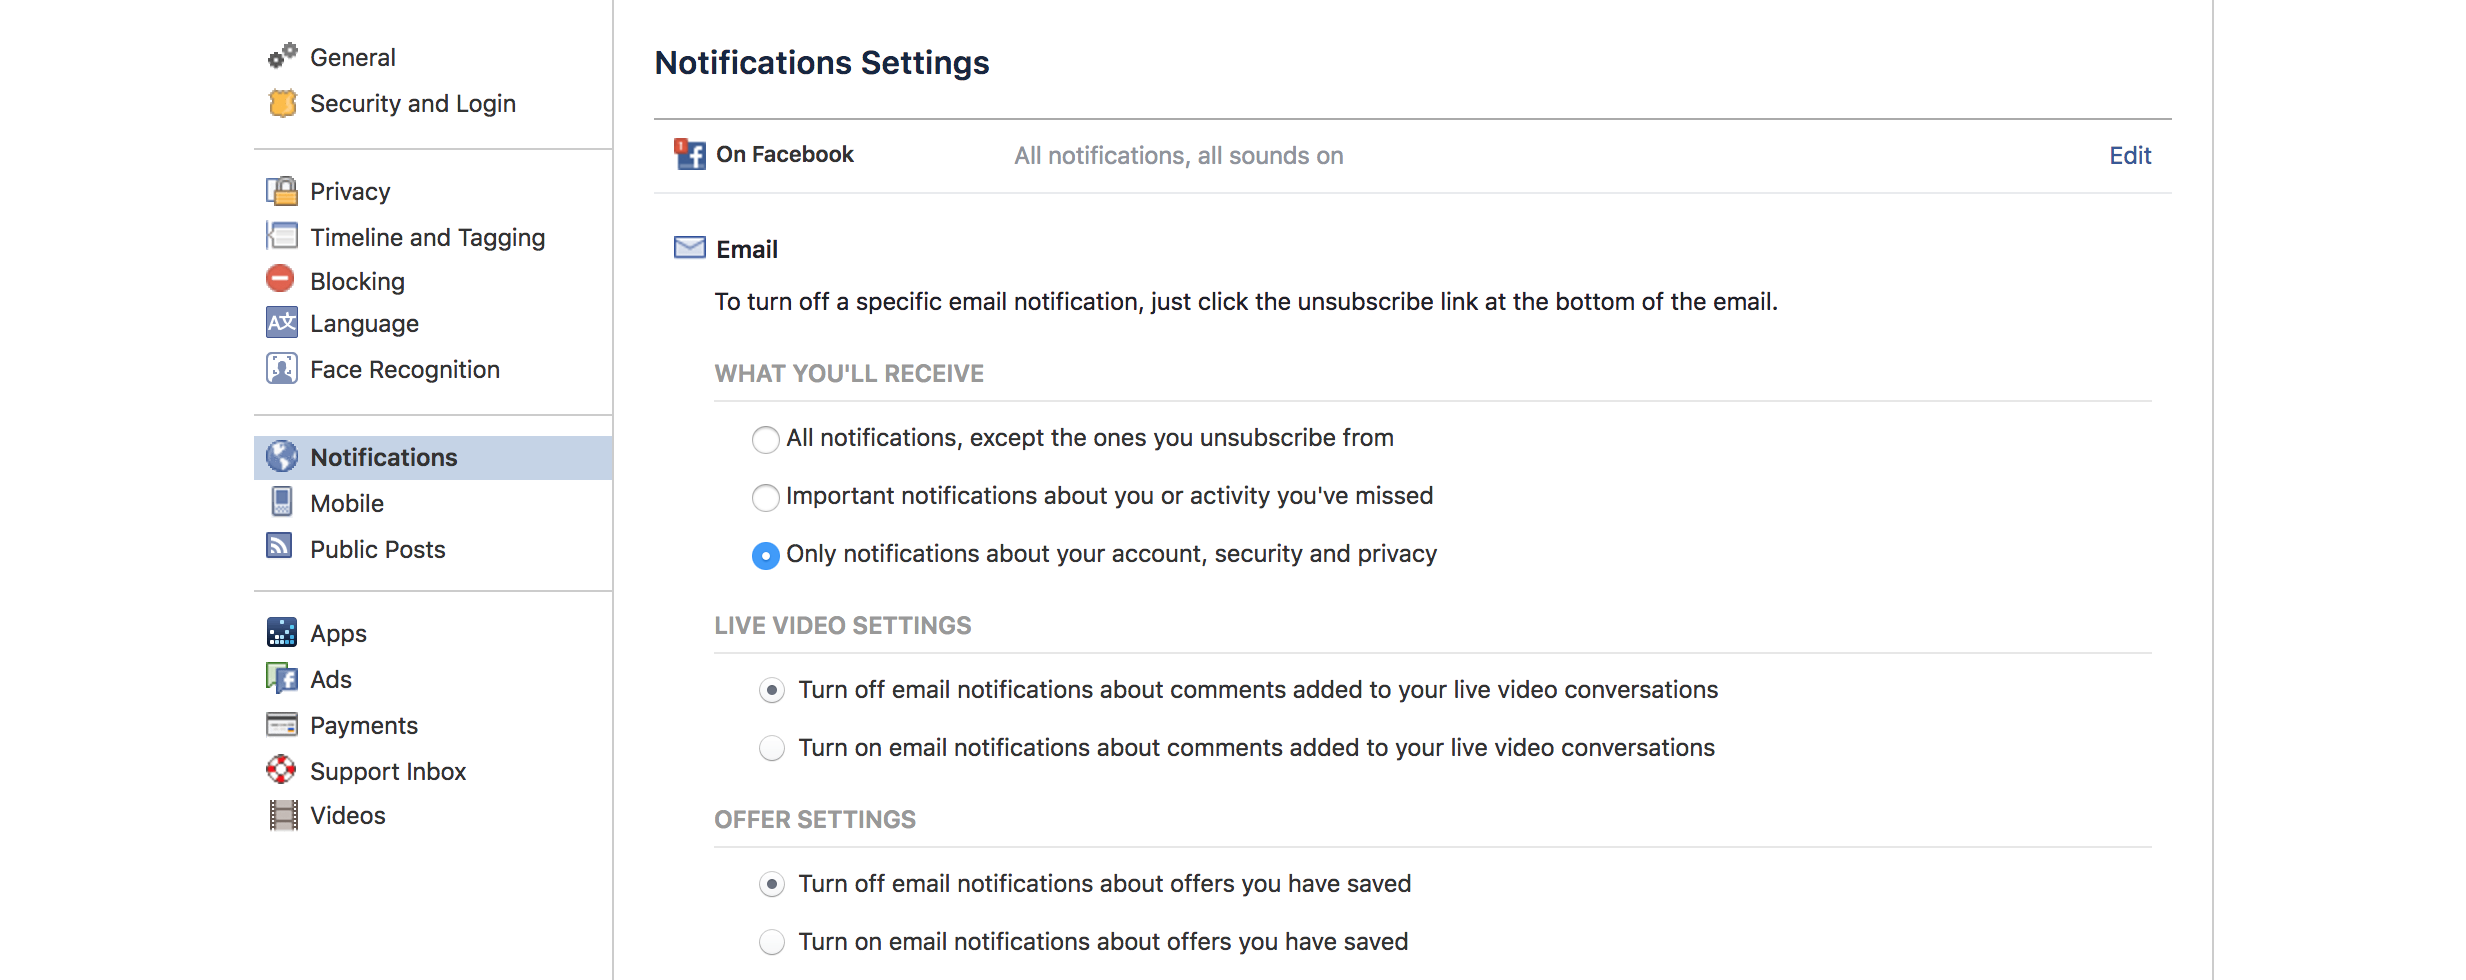 General
Security and Login
Privacy
Timeline and Tagging
Blocking
Language
Face Recognition
Notifications
Mobile
Public Posts
Apps
Ads
Payments
Support Inbox
Videos
Notifications Settings
1 On Facebook All notifications, all sounds on Edit
Email
To turn off a specific email notification, just click the unsubscribe link at the bottom of the email.
WHAT YOU'LL RECEIVE
All notifications, except the ones you unsubscribe from
Important notifications about you or activity you've missed
Only notifications about your account, security and privacy
LIVE VIDEO SETTINGS
Turn off email notifications about comments added to your live video conversations
Turn on email notifications about comments added to your live video conversations
OFFER SETTINGS
Turn off email notifications about offers you have saved
Turn on email notifications about offers you have saved